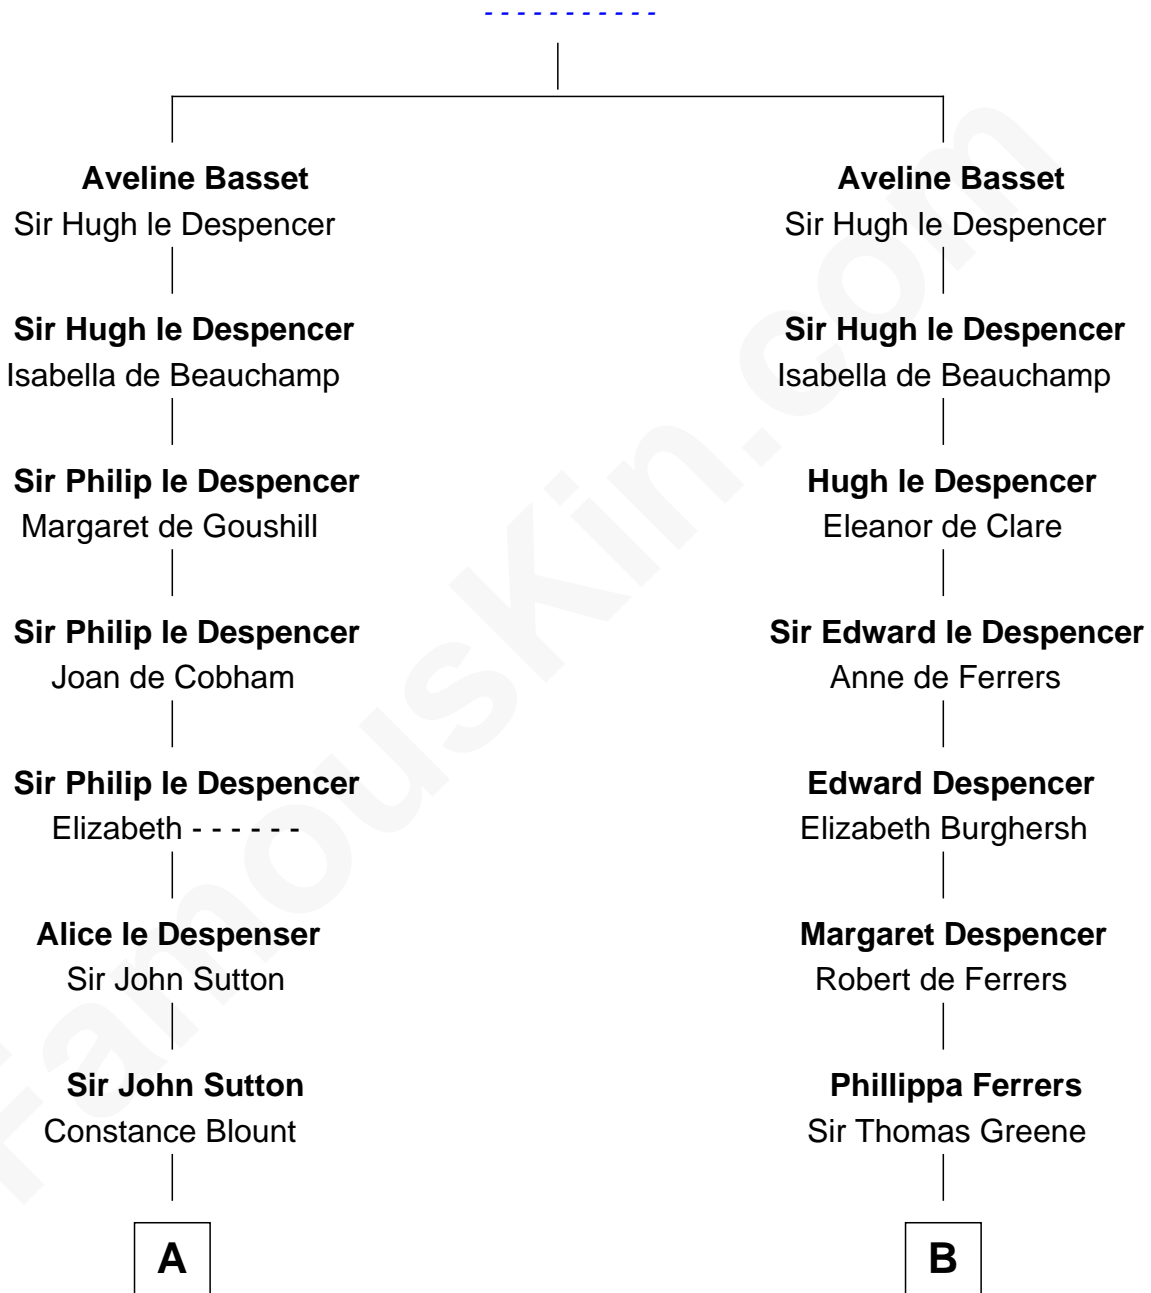 - - - - - - - - - - -
Aveline Basset
Sir Hugh le Despencer
Sir Hugh le Despencer
Isabella de Beauchamp
Sir Philip le Despencer
Margaret de Goushill
Sir Philip le Despencer
Joan de Cobham
Sir Philip le Despencer
Elizabeth - - - - - -
Alice le Despenser
Sir John Sutton
Sir John Sutton
Constance Blount
A
Aveline Basset
Sir Hugh le Despencer
Sir Hugh le Despencer
Isabella de Beauchamp
Hugh le Despencer
Eleanor de Clare
Sir Edward le Despencer
Anne de Ferrers
Edward Despencer
Elizabeth Burghersh
Margaret Despencer
Robert de Ferrers
Phillippa Ferrers
Sir Thomas Greene
B
FamousKin.com